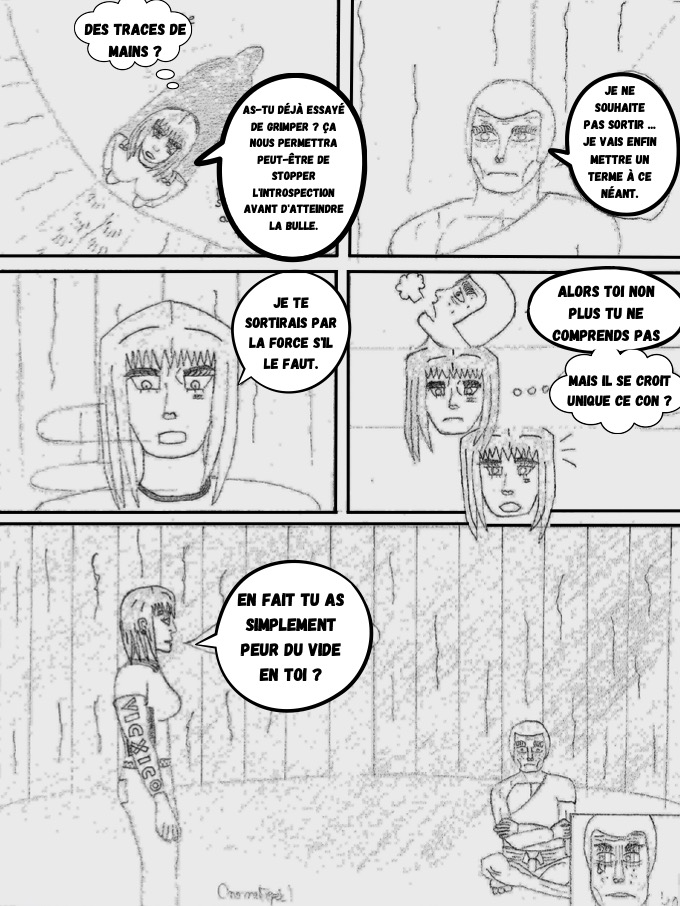 DES TRACES DE
MAINS ?
AS-TU DÉJÀ ESSAYÉ
DE GRIMPER ? ÇA
NOUS PERMETTRA
PEUT-ÊTRE DE
STOPPER
L'INTROSPECTION
AVANT D'ATTEINDRE
LA BULLE.
JE NE
SOUHAITE
PAS SORTIR ...
JE VAIS ENFIN
METTRE UN
TERME À CE
NÉANT.
JE TE
SORTIRAIS PAR
LA FORCE S'IL
LE FAUT.
ALORS TOI NON
PLUS TU NE
COMPRENDS PAS
MAIS IL SE CROIT
UNIQUE CE CON ?
EN FAIT TU AS
SIMPLEMENT
PEUR DU VIDE
EN TOI ?
VICXICO